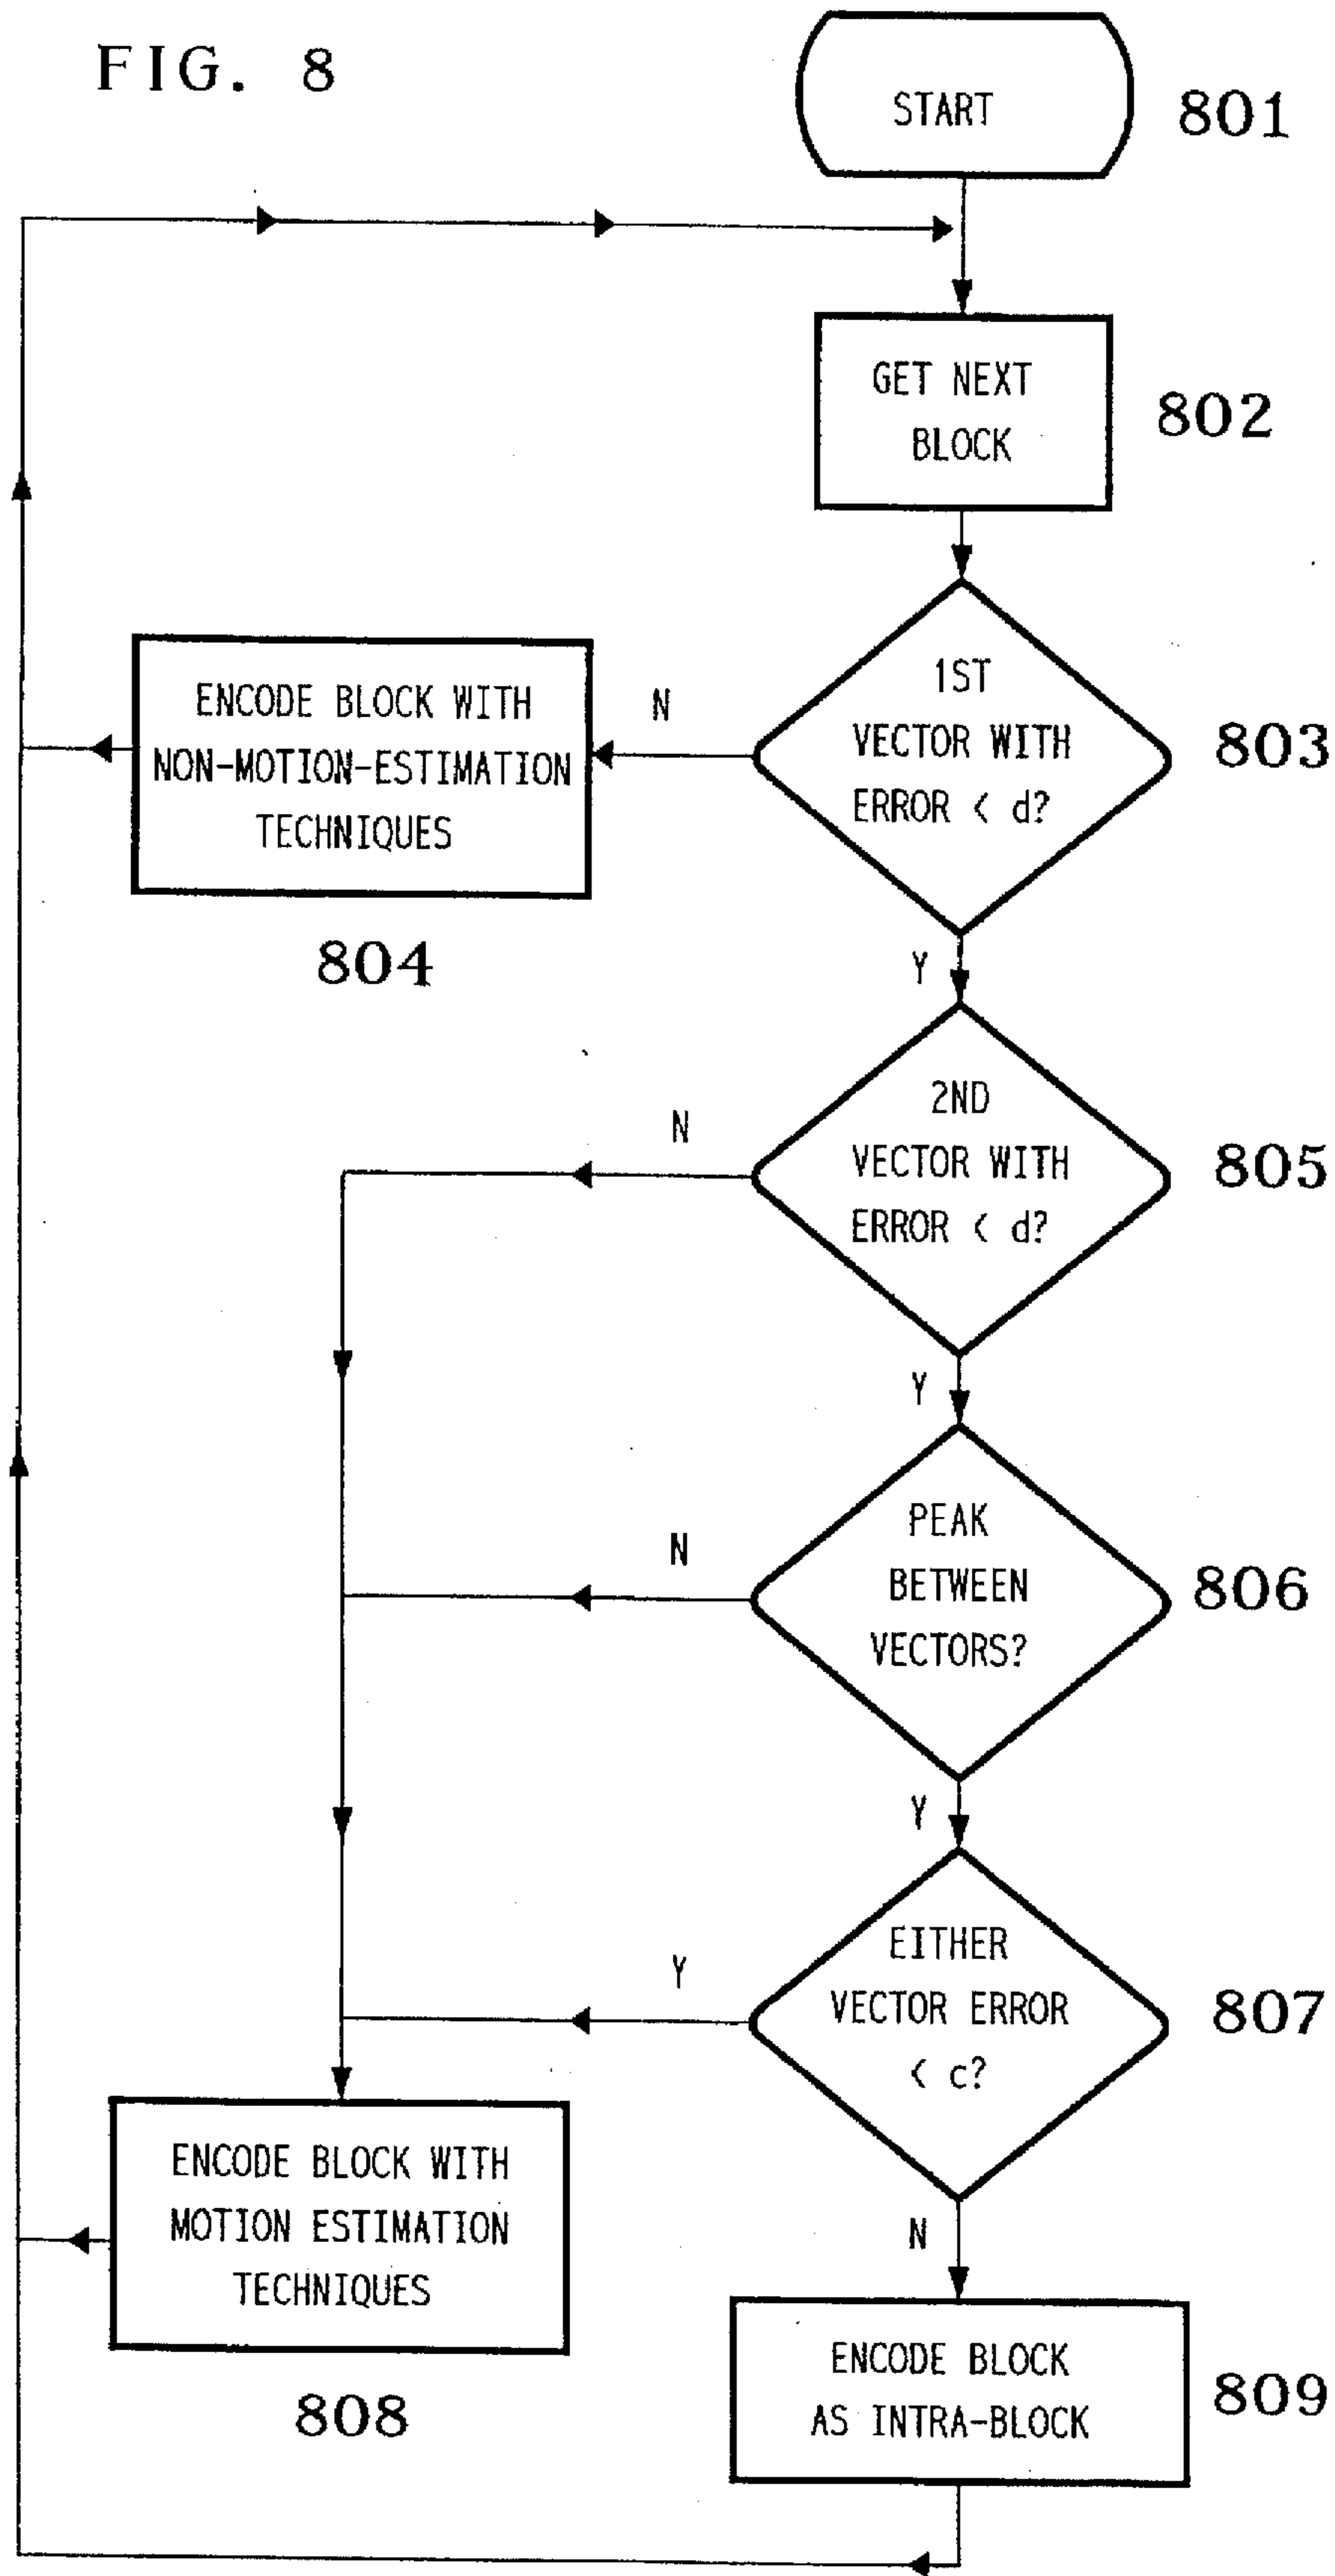 FIG. 8
START
801
GET NEXT
BLOCK
802
1ST
VECTOR WITH
ERROR < d?
803
N
ENCODE BLOCK WITH
NON-MOTION-ESTIMATION
TECHNIQUES
804
Y
2ND
VECTOR WITH
ERROR < d?
805
N
Y
PEAK
BETWEEN
VECTORS?
806
N
Y
EITHER
VECTOR ERROR
< c?
807
Y
ENCODE BLOCK WITH
MOTION ESTIMATION
TECHNIQUES
808
N
ENCODE BLOCK
AS INTRA-BLOCK
809